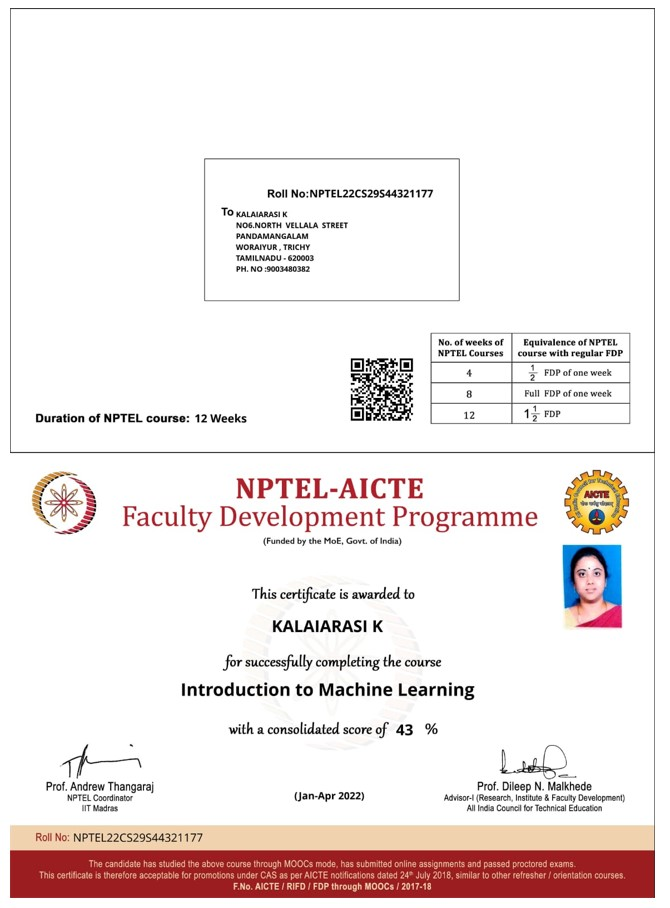 Roll No:NPTEL22CS29S44321177
To KALAIARASI K
NO6.NORTH VELLALA STREET
PANDAMANGALAM
WORAIYUR , TRICHY
TAMILNADU - 620003
PH. NO :9003480382
No. of weeks of NPTEL Courses
Equivalence of NPTEL course with regular FDP
4 1/2 FDP of one week
8 Full FDP of one week
12 1 1/2 FDP
Duration of NPTEL course: 12 Weeks
NPTEL-AICTE
Faculty Development Programme
(Funded by the MoE, Govt. of India)
AICTE
This certificate is awarded to
KALAIARASI K
for successfully completing the course
Introduction to Machine Learning
with a consolidated score of 43 %
Prof. Andrew Thangaraj
NPTEL Coordinator
IIT Madras
(Jan-Apr 2022)
Prof. Dileep N. Malkhede
Advisor-I (Research, Institute & Faculty Development)
All India Council for Technical Education
Roll No: NPTEL22CS29S44321177
The candidate has studied the above course through MOOCs mode, has submitted online assignments and passed proctored exams.
This certificate is therefore acceptable for promotions under CAS as per AICTE notifications dated 24th July 2018, similar to other refresher / orientation courses.
F.No. AICTE / RIFD / FDP through MOOCs / 2017-18